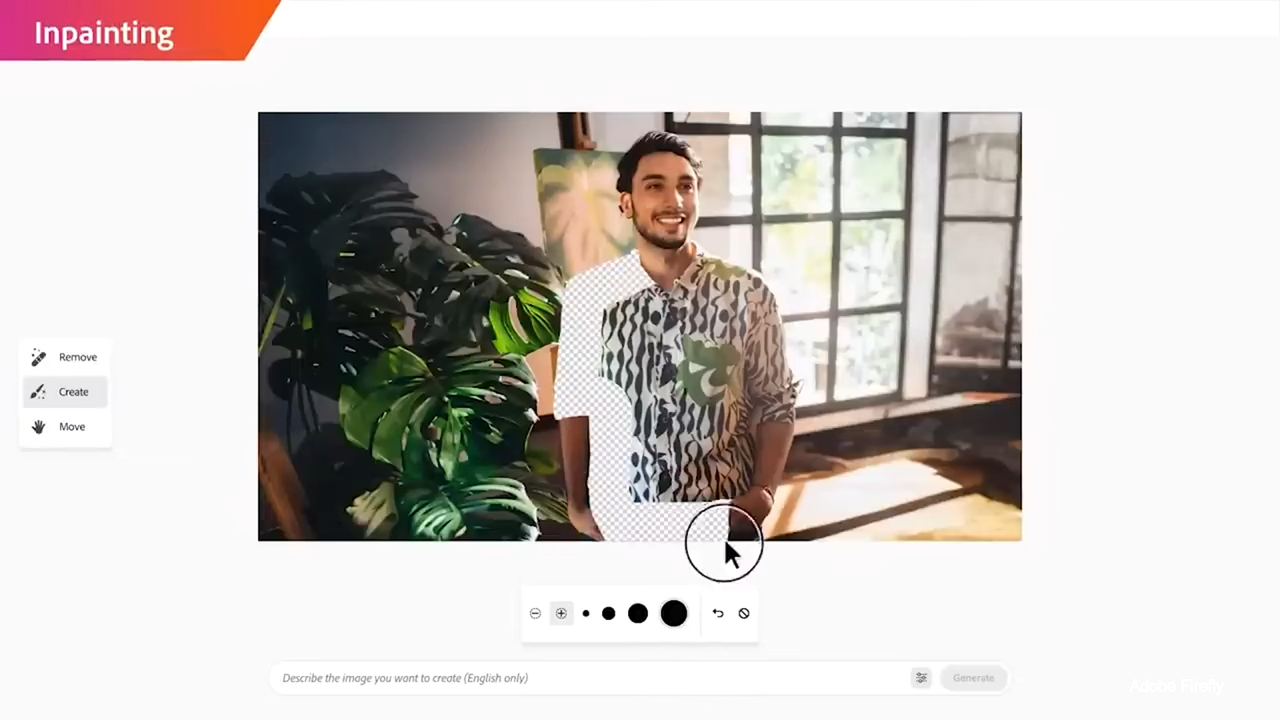 Inpainting
Remove
Create
Move
Describe the image you want to create (English only)
Generate
Adobe Firefly